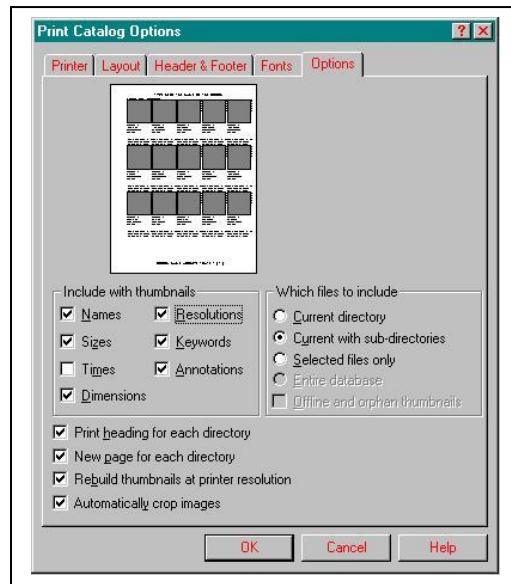 Print Catalog Options
Printer Layout Header & Footer Fonts Options
Include with thumbnails
Names Resolutions
Sizes Keywords
Times Annotations
Dimensions
Which files to include
Current directory
Current with sub-directories
Selected files only
Entire database
Offline and orphan thumbnails
Print heading for each directory
New page for each directory
Rebuild thumbnails at printer resolution
Automatically crop images
OK Cancel Help